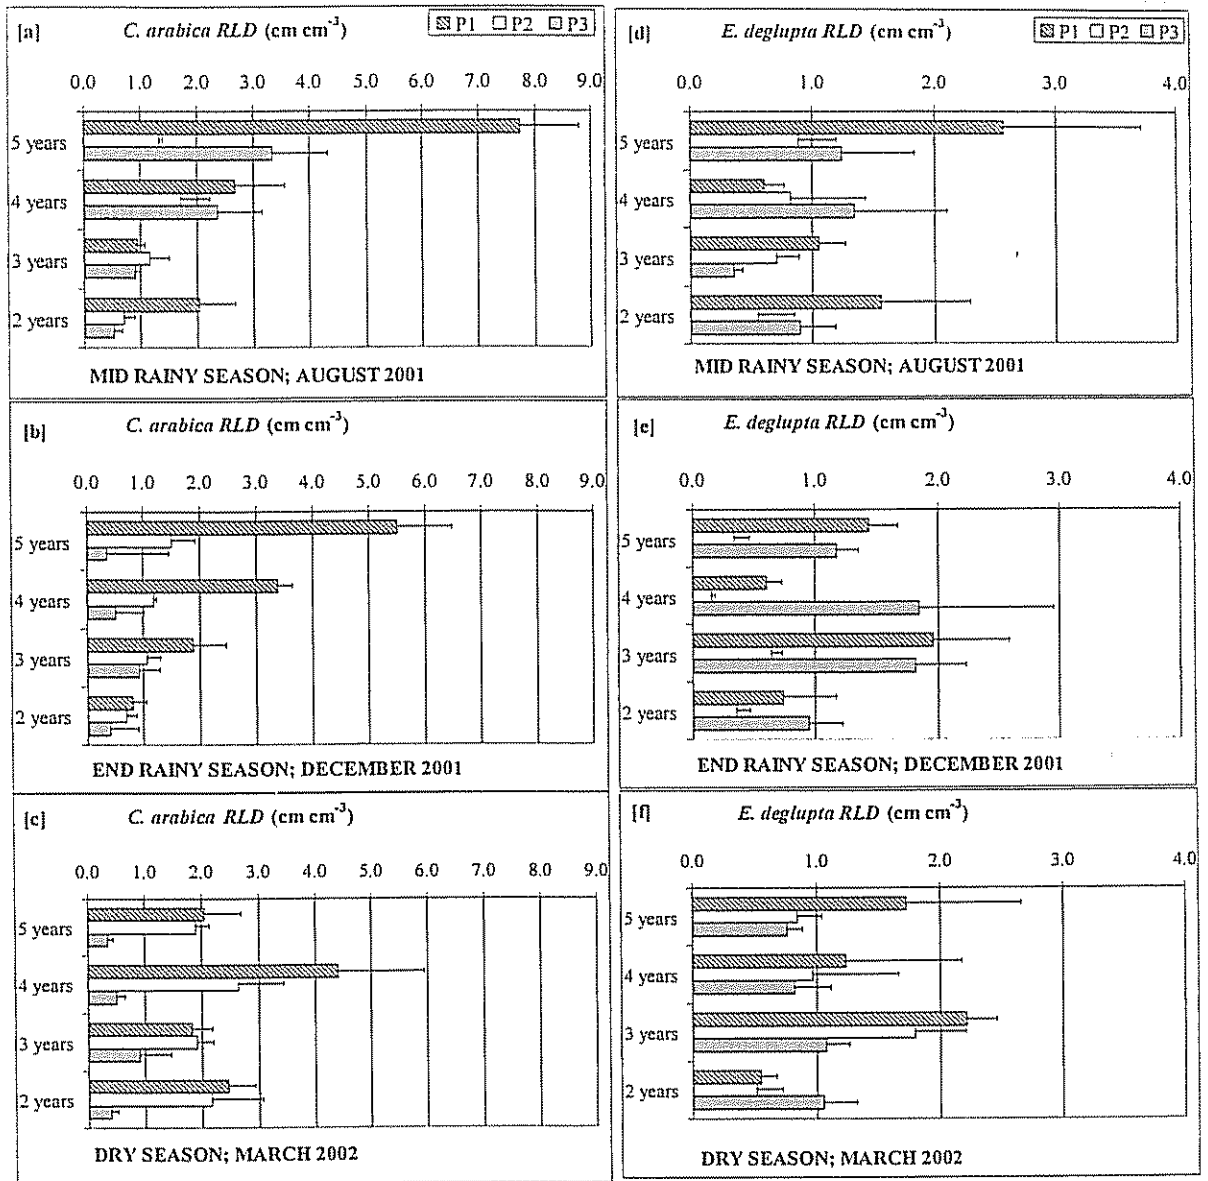 [a] C. arabica RLD (cm cm-3) P1 P2 P3
0.0 1.0 2.0 3.0 4.0 5.0 6.0 7.0 8.0 9.0
5 years
4 years
3 years
2 years
MID RAINY SEASON; AUGUST 2001
[d] E. deglupta RLD (cm cm-3) P1 P2 P3
0.0 1.0 2.0 3.0 4.0
5 years
4 years
3 years
2 years
MID RAINY SEASON; AUGUST 2001
[b] C. arabica RLD (cm cm-3)
0.0 1.0 2.0 3.0 4.0 5.0 6.0 7.0 8.0 9.0
5 years
4 years
3 years
2 years
END RAINY SEASON; DECEMBER 2001
[e] E. deglupta RLD (cm cm-3)
0.0 1.0 2.0 3.0 4.0
5 years
4 years
3 years
2 years
END RAINY SEASON; DECEMBER 2001
[c] C. arabica RLD (cm cm-3)
0.0 1.0 2.0 3.0 4.0 5.0 6.0 7.0 8.0 9.0
5 years
4 years
3 years
2 years
DRY SEASON; MARCH 2002
[f] E. deglupta RLD (cm cm-3)
0.0 1.0 2.0 3.0 4.0
5 years
4 years
3 years
2 years
DRY SEASON; MARCH 2002